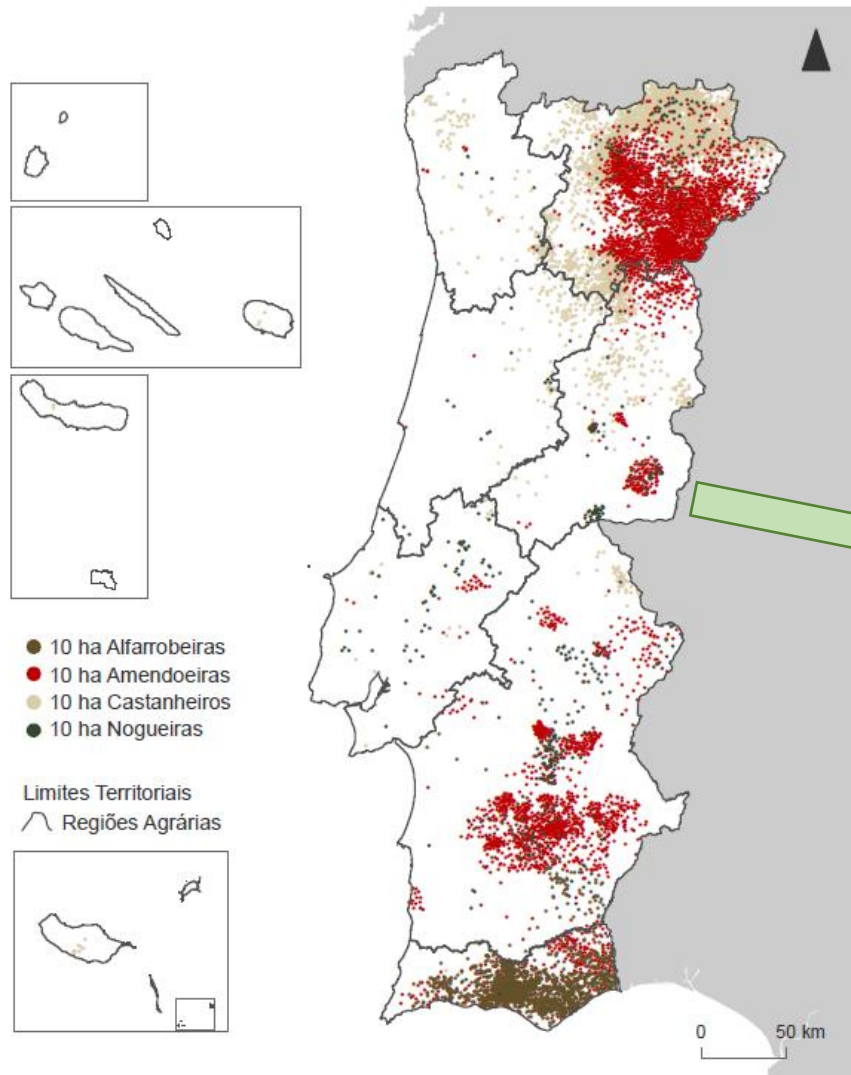 10 ha Alfarrobeiras
10 ha Amendoeiras
10 ha Castanheiros
10 ha Nogueiras
Limites Territoriais
Regiões Agrárias
0 50 km